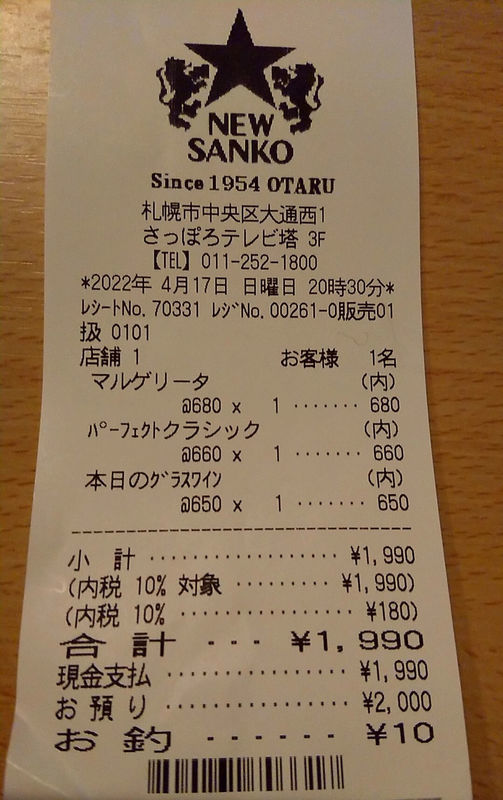 NEW
SANKO
Since 1954 OTARU
札幌市中央区大通西1
さっぽろテレビ塔 3F
【TEL】 011-252-1800
*2022年 4月17日 日曜日 20時30分*
ﾚｼｰﾄNo. 70331 ﾚｼﾞNo. 00261-0販売01
扱 0101
店舗 1 お客様 1名
マルゲリータ (内)
@680 x 1 ······· 680
ﾊﾟｰﾌｪｸﾄクラシック (内)
@660 x 1 ······· 660
本日のｸﾞﾗｽワイン (内)
@650 x 1 ······· 650
小 計 ·················· ¥1,990
(内税 10% 対象 ········· ¥1,990)
(内税 10% ················ ¥180)
合 計 --- ¥1,990
現金支払 ··············· ¥1,990
お 預 り ················ ¥2,000
お 釣 ------ ¥10